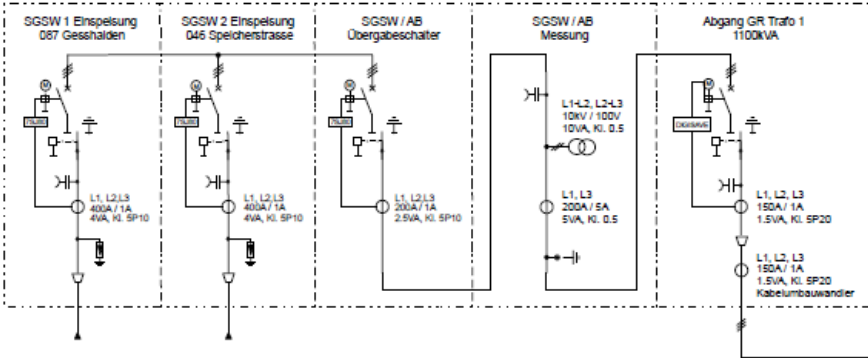 SGSW 1 Einspeisung
087 Gesshalden
SGSW 2 Einspeisung
046 Speicherstrasse
SGSW / AB
Übergabeschalter
SGSW / AB
Messung
Abgang GR Trafo 1
1100kVA
M
M
M
M
7SJ80
7SJ80
7SJ80
DIGISAVE
L1, L2,L3
400A / 1A
4VA, Kl. 5P10
L1, L2,L3
400A / 1A
4VA, Kl. 5P10
L1, L2,L3
200A / 1A
2.5VA, Kl. 5P10
L1-L2, L2-L3
10kV / 100V
10VA, Kl. 0.5
L1, L3
200A / 5A
5VA, Kl. 0.5
L1, L2, L3
150A / 1A
1.5VA, Kl. 5P20
L1, L2, L3
150A / 1A
1.5VA, Kl. 5P20
Kabelumbauwandler